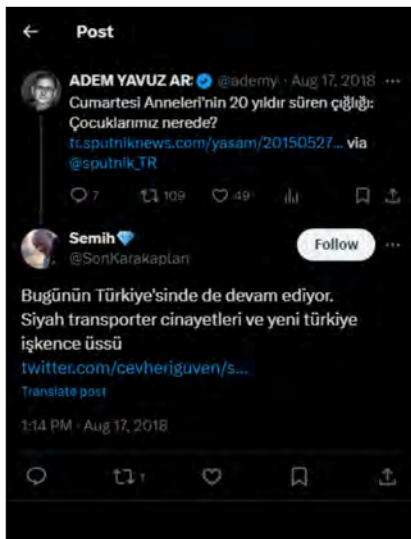 Post
ADEM YAVUZ AR @ademy · Aug 17, 2018
Cumartesi Anneleri'nin 20 yıldır süren çığlığı:
Çocuklarımız nerede?
tr.sputniknews.com/yasam/20150527... via
@sputnik_TR
7 109 49
Semih
@SonKarakaplan
Follow
Bugünün Türkiye'sinde de devam ediyor.
Siyah transporter cinayetleri ve yeni türkiye
işkence üssü
twitter.com/cevheriguven/s...
Translate post
1:14 PM · Aug 17, 2018
1